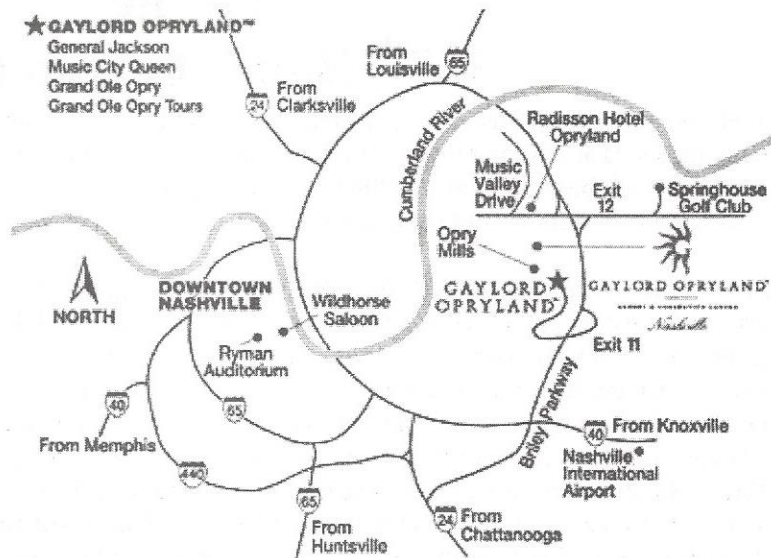 GAYLORD OPRYLAND™
General Jackson
Music City Queen
Grand Ole Opry
Grand Ole Opry Tours
From
Louisville
65
24
From
Clarksville
Cumberland River
Radisson Hotel
Opryland
Music
Valley
Drive
Exit
12
Springhouse
Golf Club
Opry
Mills
GAYLORD
OPRYLAND™
GAYLORD OPRYLAND™
Nashville
Exit 11
NORTH
DOWNTOWN
NASHVILLE
Wildhorse
Saloon
Ryman
Auditorium
Briley Parkway
40
From Memphis
65
440
65
From
Huntsville
24
From
Chattanooga
40
From Knoxville
Nashville
International
Airport